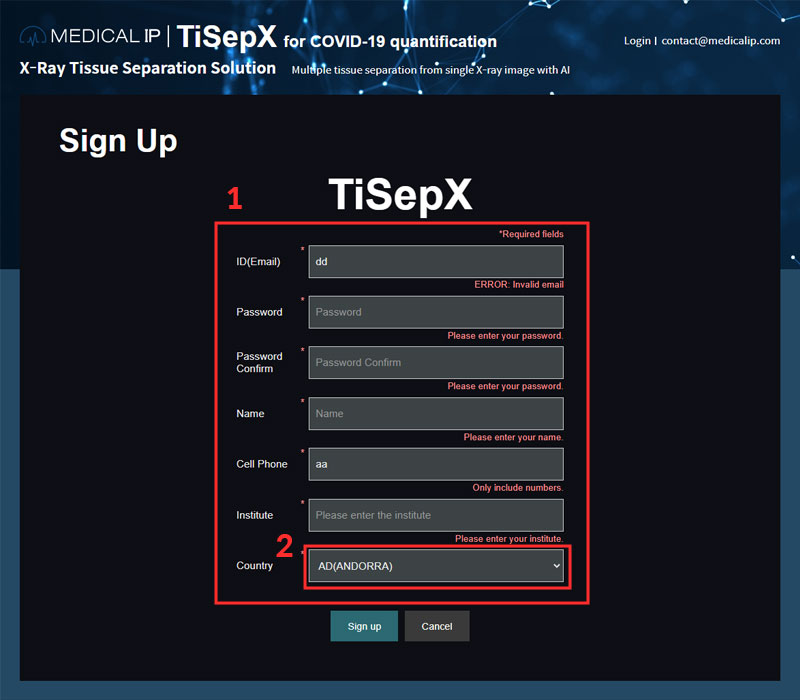 MEDICAL IP | TiSepX for COVID-19 quantification
Login | contact@medicalip.com
X-Ray Tissue Separation Solution Multiple tissue separation from single X-ray image with AI
Sign Up
TiSepX
1
*Required fields
ID(Email) * dd
ERROR: Invalid email
Password * Password
Please enter your password.
Password Confirm * Password Confirm
Please enter your password.
Name * Name
Please enter your name.
Cell Phone * aa
Only include numbers.
Institute * Please enter the institute
Please enter your institute.
2
Country * AD(ANDORRA)
Sign up Cancel